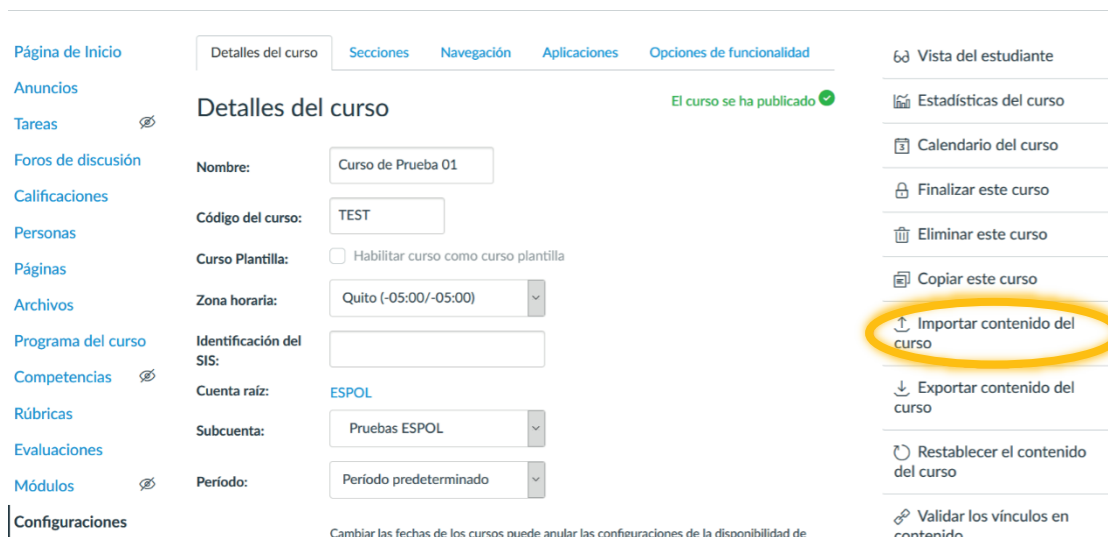 Página de Inicio
Anuncios
Tareas
Foros de discusión
Calificaciones
Personas
Páginas
Archivos
Programa del curso
Competencias
Rúbricas
Evaluaciones
Módulos
Configuraciones
Detalles del curso Secciones Navegación Aplicaciones Opciones de funcionalidad
Detalles del curso
El curso se ha publicado
Nombre: Curso de Prueba 01
Código del curso: TEST
Curso Plantilla: Habilitar curso como curso plantilla
Zona horaria: Quito (-05:00/-05:00)
Identificación del
SIS:
Cuenta raíz: ESPOL
Subcuenta: Pruebas ESPOL
Período: Período predeterminado
Cambiar las fechas de los cursos puede anular las configuraciones de la disponibilidad de
Vista del estudiante
Estadísticas del curso
Calendario del curso
Finalizar este curso
Eliminar este curso
Copiar este curso
Importar contenido del
curso
Exportar contenido del
curso
Restablecer el contenido
del curso
Validar los vínculos en
contenido